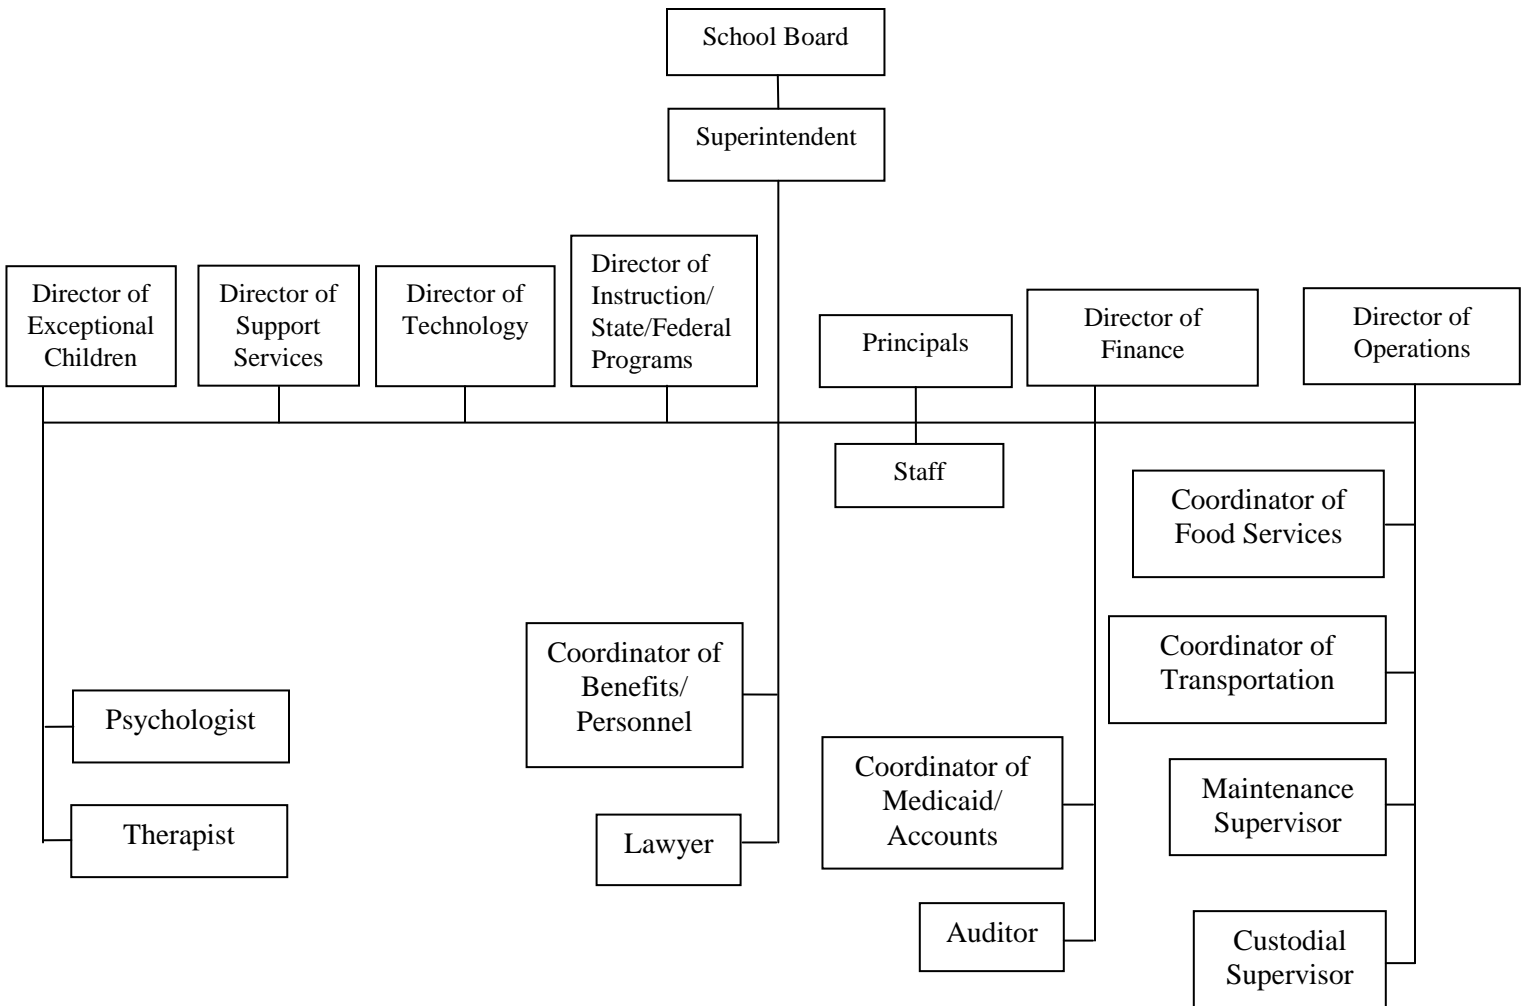 School Board
Superintendent
Director of
Exceptional
Children
Director of
Support
Services
Director of
Technology
Director of
Instruction/
State/Federal
Programs
Principals
Director of
Finance
Director of
Operations
Staff
Coordinator of
Food Services
Coordinator of
Benefits/
Personnel
Coordinator of
Transportation
Psychologist
Coordinator of
Medicaid/
Accounts
Maintenance
Supervisor
Therapist
Lawyer
Auditor
Custodial
Supervisor